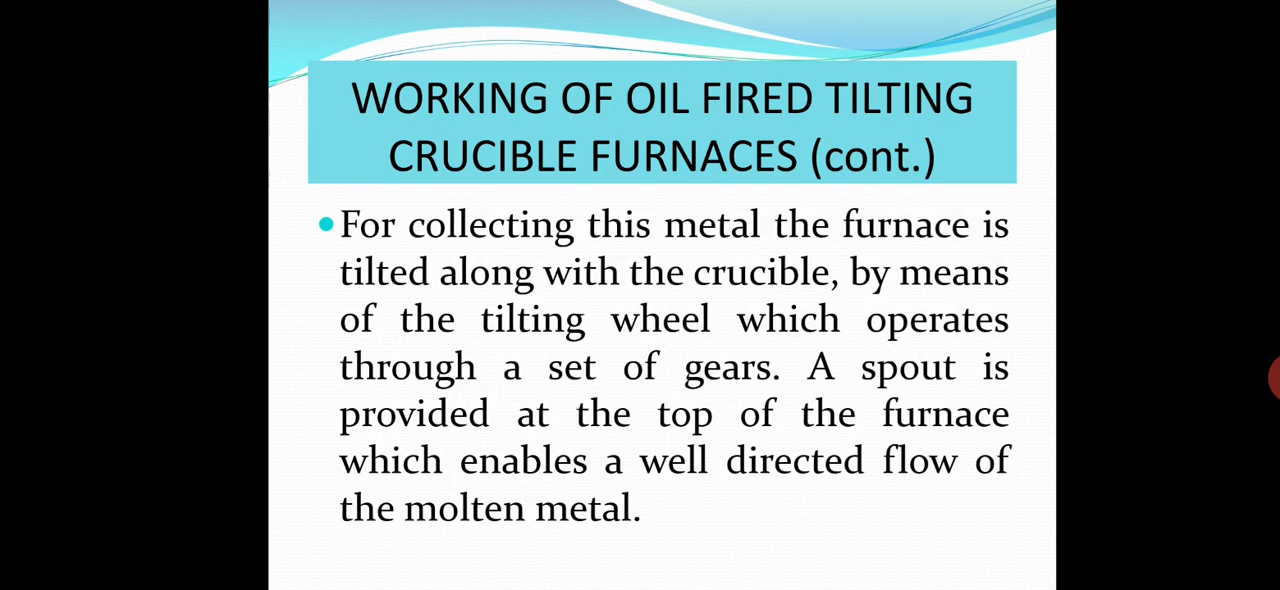 WORKING OF OIL FIRED TILTING
CRUCIBLE FURNACES (cont.)
For collecting this metal the furnace is
tilted along with the crucible, by means
of the tilting wheel which operates
through a set of gears. A spout is
provided at the top of the furnace
which enables a well directed flow of
the molten metal.